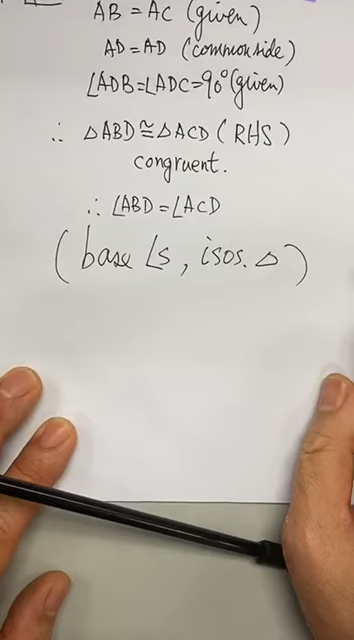 AB = AC (given)
AD = AD (common side)
∠ADB = ∠ADC = 90° (given)
∴ △ABD ≅ △ACD (RHS)
congruent.
∴ ∠ABD = ∠ACD
(base ∠s, isos. △)